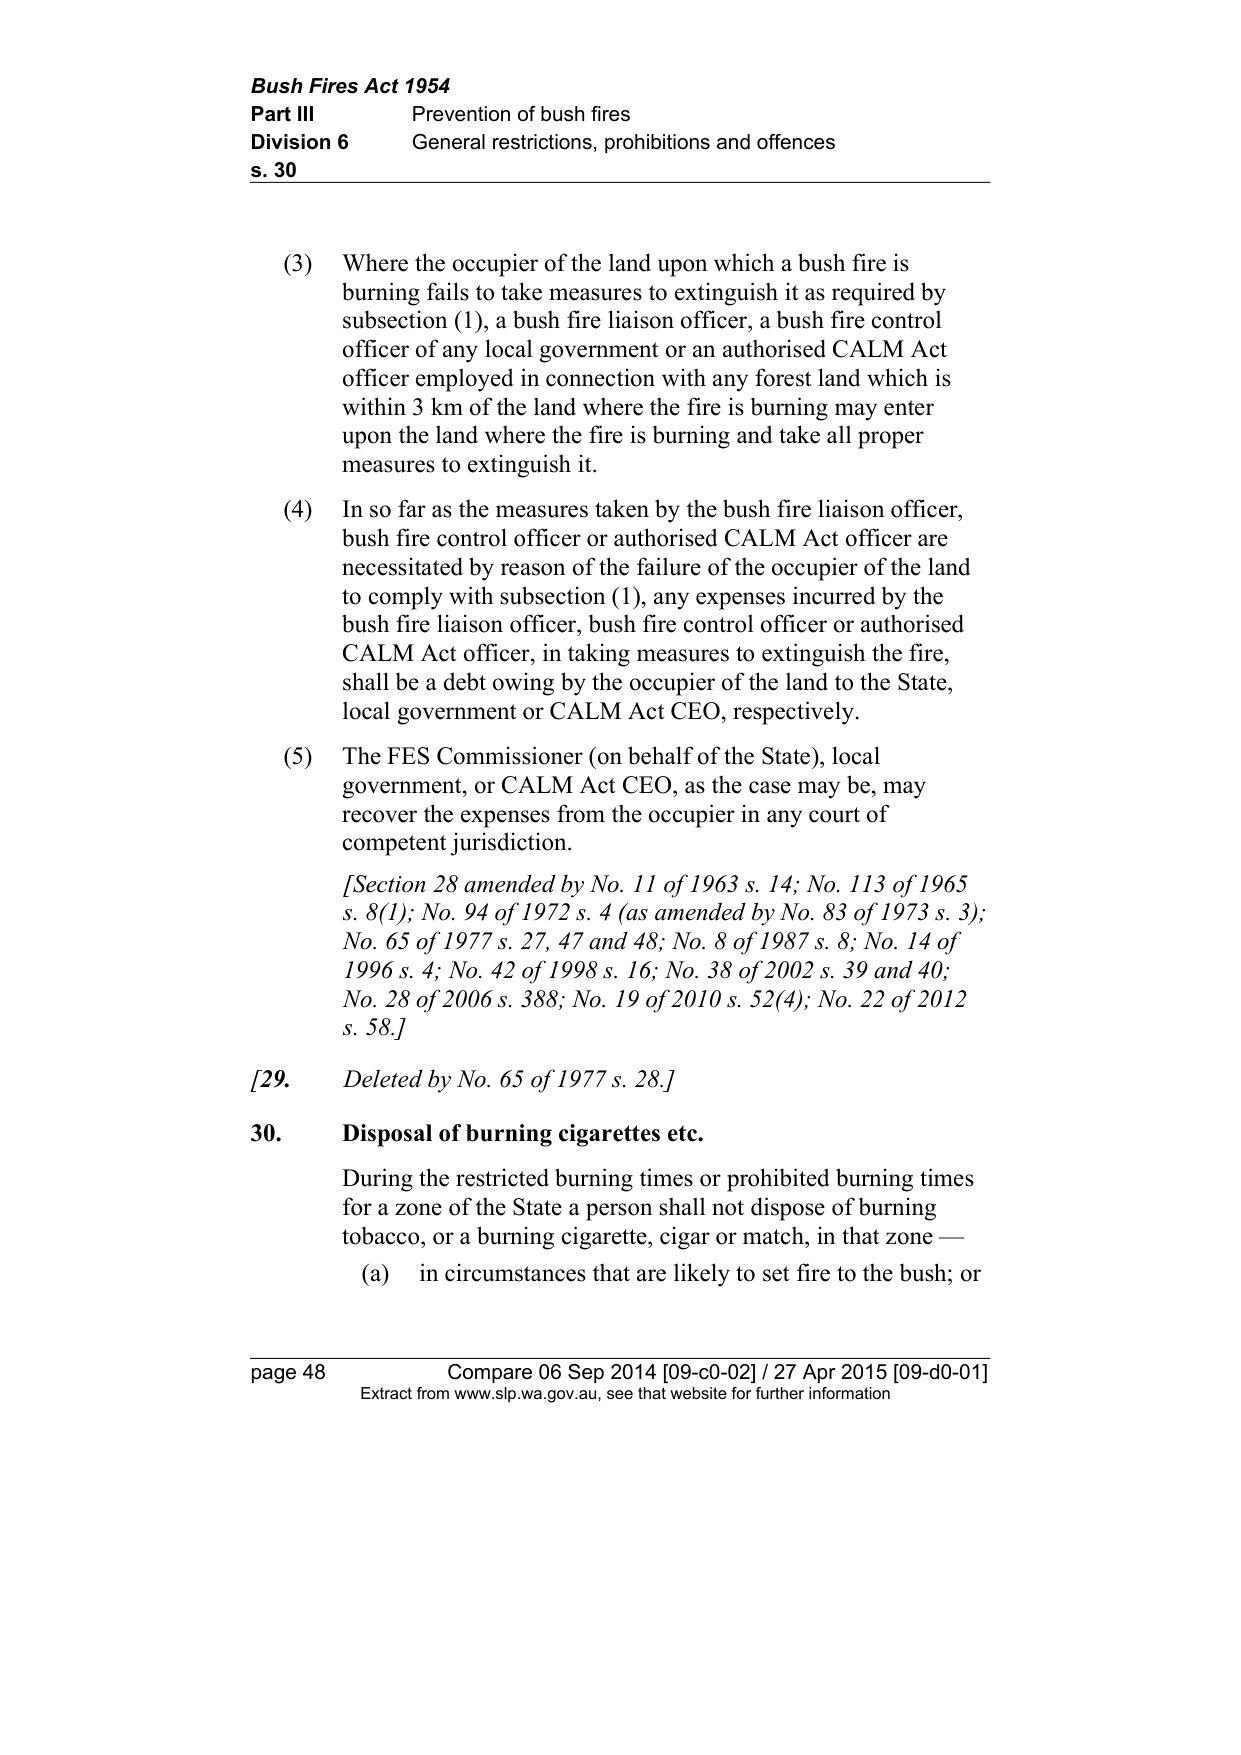 Bush Fires Act 1954
Part III Prevention of bush fires
Division 6 General restrictions, prohibitions and offences
s. 30
(3) Where the occupier of the land upon which a bush fire is
burning fails to take measures to extinguish it as required by
subsection (1), a bush fire liaison officer, a bush fire control
officer of any local government or an authorised CALM Act
officer employed in connection with any forest land which is
within 3 km of the land where the fire is burning may enter
upon the land where the fire is burning and take all proper
measures to extinguish it.
(4) In so far as the measures taken by the bush fire liaison officer,
bush fire control officer or authorised CALM Act officer are
necessitated by reason of the failure of the occupier of the land
to comply with subsection (1), any expenses incurred by the
bush fire liaison officer, bush fire control officer or authorised
CALM Act officer, in taking measures to extinguish the fire,
shall be a debt owing by the occupier of the land to the State,
local government or CALM Act CEO, respectively.
(5) The FES Commissioner (on behalf of the State), local
government, or CALM Act CEO, as the case may be, may
recover the expenses from the occupier in any court of
competent jurisdiction.
[Section 28 amended by No. 11 of 1963 s. 14; No. 113 of 1965
s. 8(1); No. 94 of 1972 s. 4 (as amended by No. 83 of 1973 s. 3);
No. 65 of 1977 s. 27, 47 and 48; No. 8 of 1987 s. 8; No. 14 of
1996 s. 4; No. 42 of 1998 s. 16; No. 38 of 2002 s. 39 and 40;
No. 28 of 2006 s. 388; No. 19 of 2010 s. 52(4); No. 22 of 2012
s. 58.]
[29. Deleted by No. 65 of 1977 s. 28.]
30. Disposal of burning cigarettes etc.
During the restricted burning times or prohibited burning times
for a zone of the State a person shall not dispose of burning
tobacco, or a burning cigarette, cigar or match, in that zone —
(a) in circumstances that are likely to set fire to the bush; or
page 48 Compare 06 Sep 2014 [09-c0-02] / 27 Apr 2015 [09-d0-01]
Extract from www.slp.wa.gov.au, see that website for further information